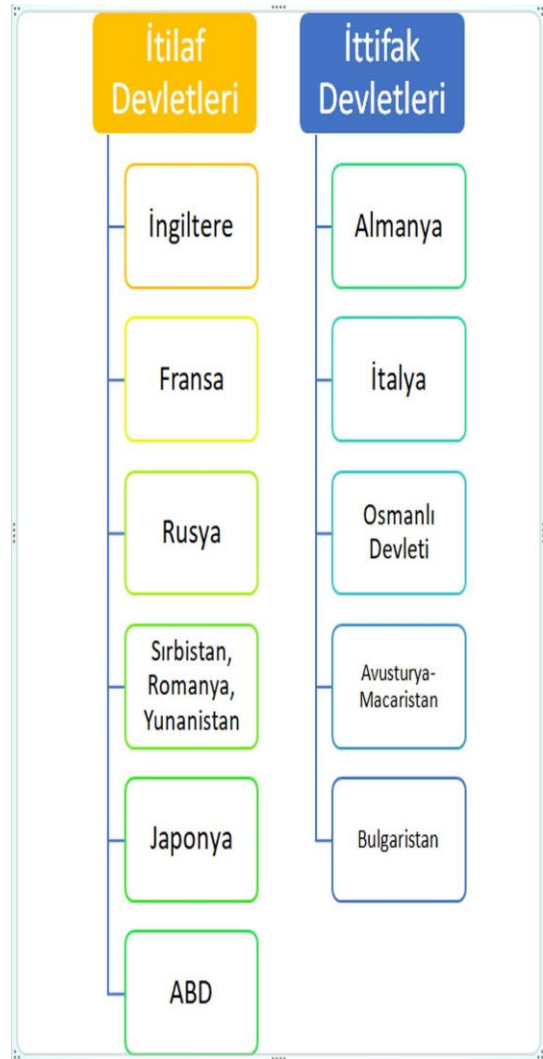 İtilaf
Devletleri
İngiltere
Fransa
Rusya
Sırbistan,
Romanya,
Yunanistan
Japonya
ABD
İttifak
Devletleri
Almanya
İtalya
Osmanlı
Devleti
Avusturya-
Macaristan
Bulgaristan